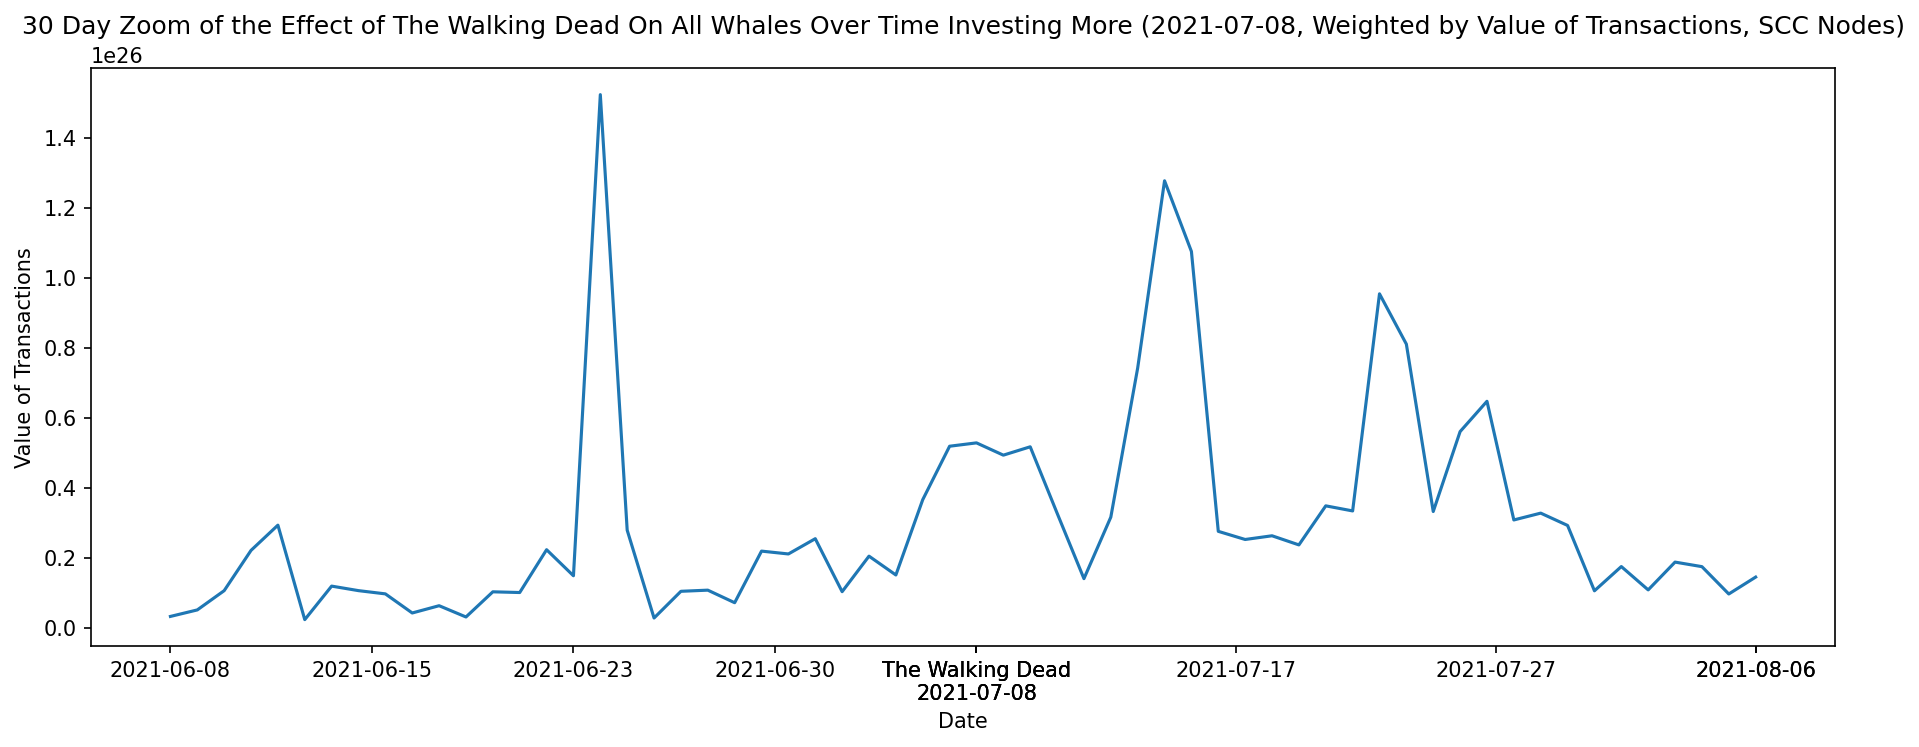 30 Day Zoom of the Effect of The Walking Dead On All Whales Over Time Investing More (2021-07-08, Weighted by Value of Transactions, SCC Nodes)
1e26
1.4
1.2
1.0
0.8
0.6
0.4
0.2
0.0
Value of Transactions
2021-06-08 2021-06-15 2021-06-23 2021-06-30 The Walking Dead 2021-07-17 2021-07-27 2021-08-06
2021-07-08
Date